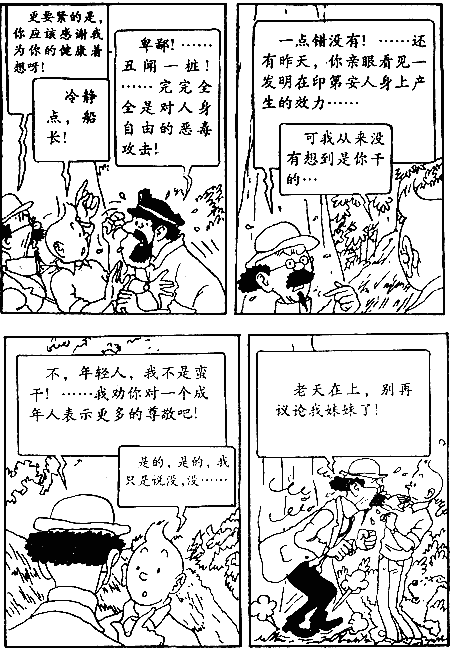 更要紧的是,
你应该感谢我
为你的健康着
想呀!
冷静
点,船
长!
卑鄙!……
丑闻一桩!
……完完全
全是对人身
自由的恶毒
攻击!
一点错没有!……还
有昨天,你亲眼看见一
发明在印第安人身上产
生的效力……
可我从来没
有想到是你干
的…
不,年轻人,我不是蛮
干!……我劝你对一个成
年人表示更多的尊敬吧!
是的,是的,我
只是说没,没……
老天在上,别再
议论我妹妹了!